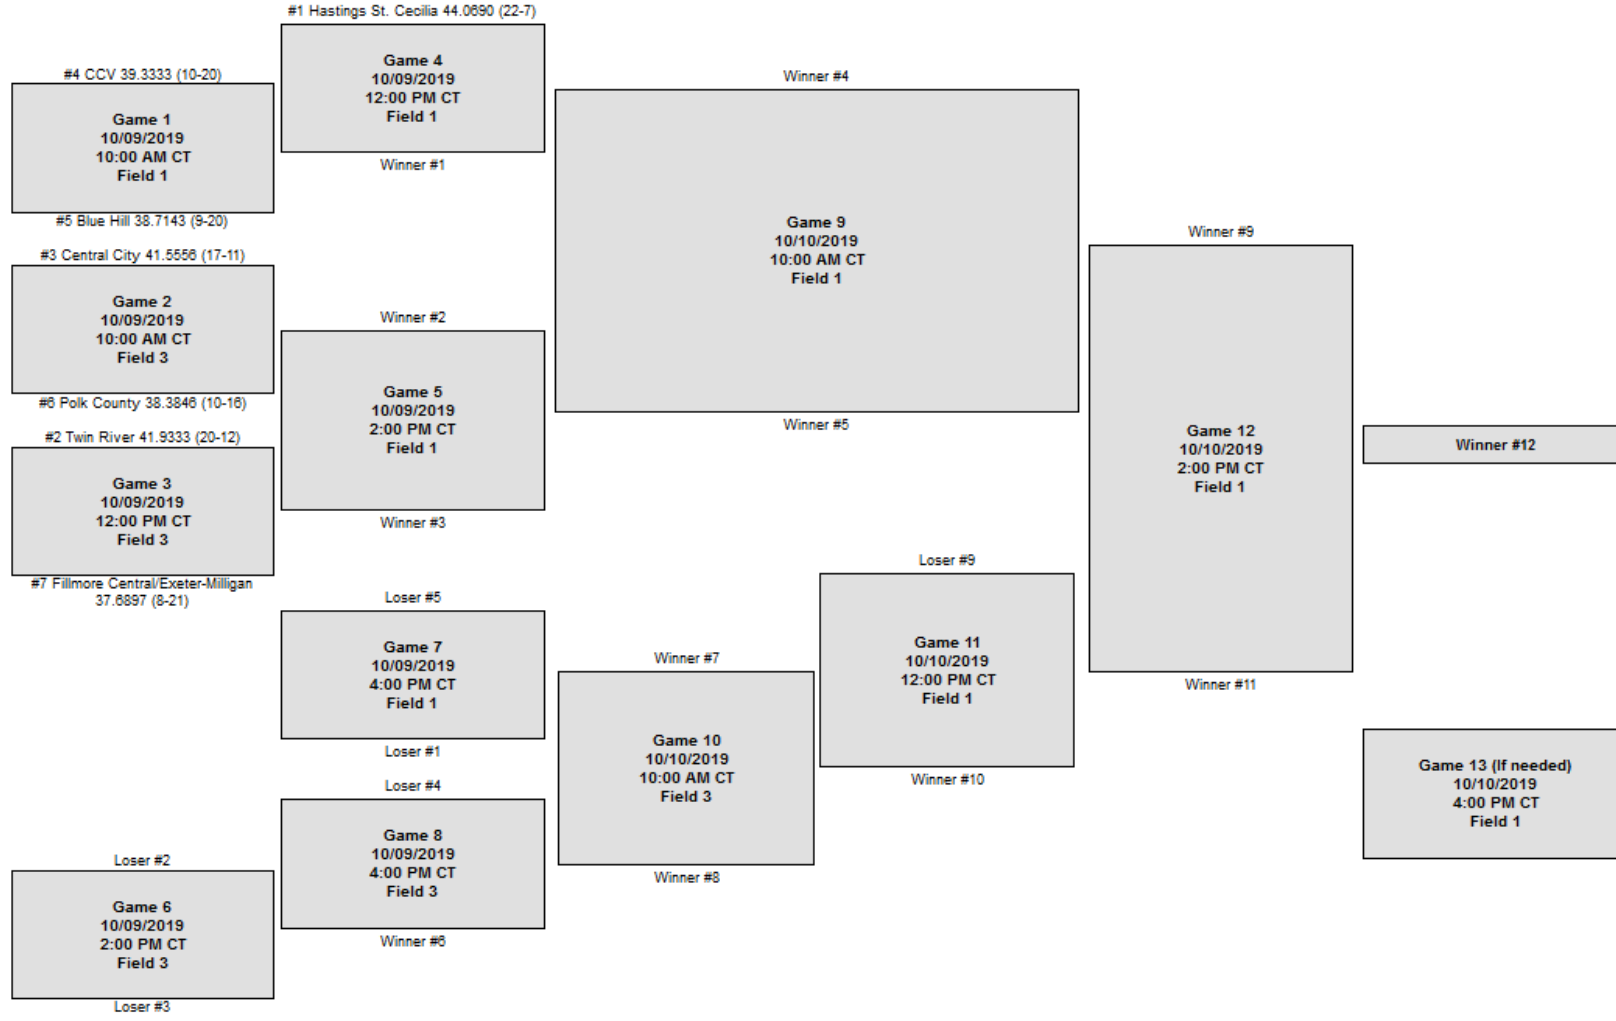 #1 Hastings St. Cecilia 44.0690 (22-7)
Game 4
10/09/2019
12:00 PM CT
Field 1
Winner #1
#4 CCV 39.3333 (10-20)
Game 1
10/09/2019
10:00 AM CT
Field 1
#5 Blue Hill 38.7143 (9-20)
#3 Central City 41.5556 (17-11)
Game 2
10/09/2019
10:00 AM CT
Field 3
#6 Polk County 38.3846 (10-16)
#2 Twin River 41.9333 (20-12)
Game 3
10/09/2019
12:00 PM CT
Field 3
#7 Fillmore Central/Exeter-Milligan
37.6897 (8-21)
Winner #2
Game 5
10/09/2019
2:00 PM CT
Field 1
Winner #3
Loser #5
Game 7
10/09/2019
4:00 PM CT
Field 1
Loser #1
Loser #4
Game 8
10/09/2019
4:00 PM CT
Field 3
Winner #6
Loser #2
Game 6
10/09/2019
2:00 PM CT
Field 3
Loser #3
Winner #4
Game 9
10/10/2019
10:00 AM CT
Field 1
Winner #5
Winner #7
Game 10
10/10/2019
10:00 AM CT
Field 3
Winner #8
Loser #9
Game 11
10/10/2019
12:00 PM CT
Field 1
Winner #10
Winner #9
Game 12
10/10/2019
2:00 PM CT
Field 1
Winner #11
Winner #12
Game 13 (If needed)
10/10/2019
4:00 PM CT
Field 1